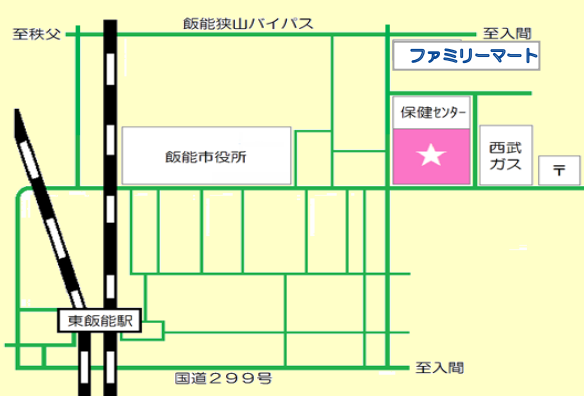 飯能狭山バイパス
至秩父
至入間
ファミリーマート
保健センター
飯能市役所
西武
ガス
〒
東飯能駅
国道299号
至入間